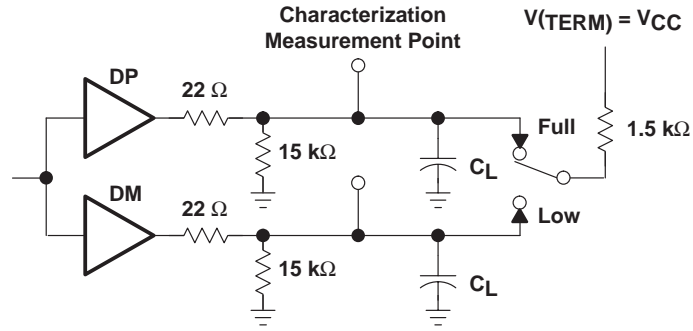 Characterization
Measurement Point
V(TERM) = VCC
DP
22 Ω
Full
1.5 kΩ
15 kΩ
CL
DM
22 Ω
Low
15 kΩ
CL